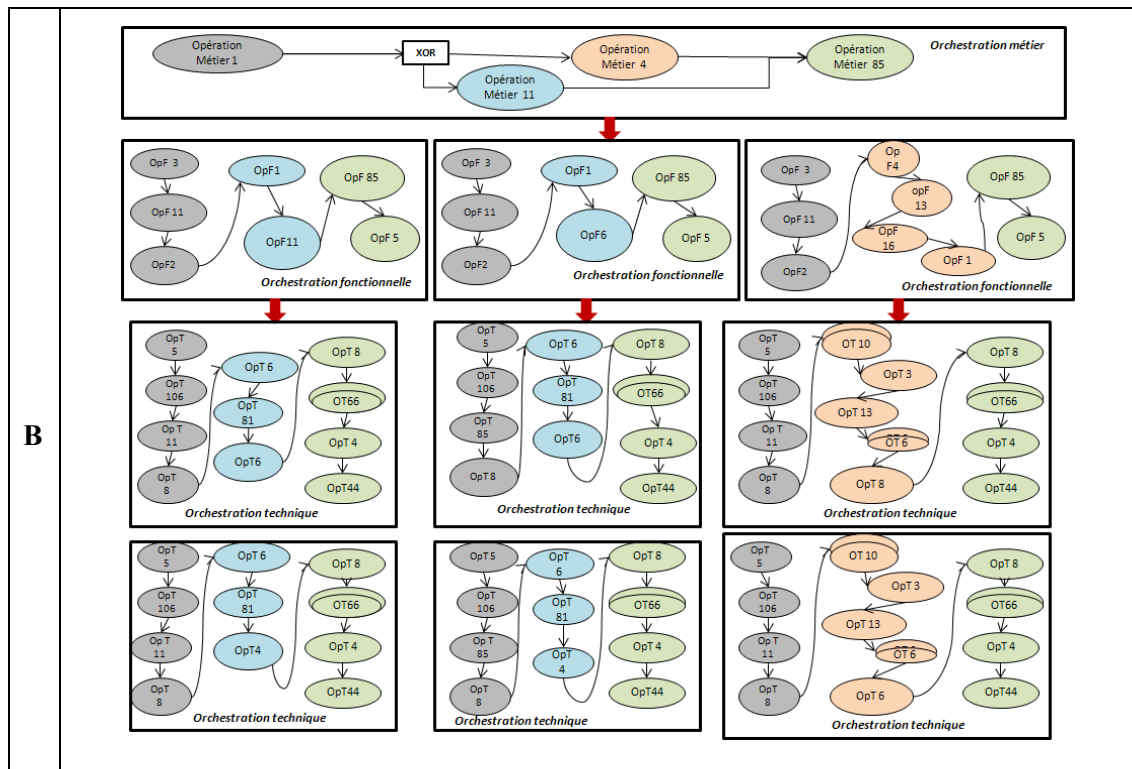 B
Opération
Métier 1
XOR
Opération
Métier 4
Opération
Métier 11
Opération
Métier 85
Orchestration métier
OpF 3
OpF 11
OpF2
OpF1
OpF11
OpF 85
OpF 5
Orchestration fonctionnelle
OpF 3
OpF 11
OpF2
OpF1
OpF6
OpF 85
OpF 5
Orchestration fonctionnelle
OpF 3
OpF 11
OpF2
Op
F4
opF
13
OpF
16
OpF 1
OpF 85
OpF 5
Orchestration fonctionnelle
OpT
5
OpT
106
Op T
11
OpT
8
OpT 6
OpT
81
OpT6
OpT 8
OT66
OpT 4
OpT44
Orchestration technique
OpT
5
OpT
106
OpT
85
OpT8
OpT 6
OpT
81
OpT6
OpT 8
OT66
OpT 4
OpT44
Orchestration technique
OpT
5
OpT
106
OpT
11
OpT
8
OT 10
OpT 3
OpT 13
OT 6
OpT 8
OpT 8
OT66
OpT 4
OpT44
Orchestration technique
OpT
5
OpT
106
Op T
11
OpT
8
OpT 6
OpT
81
OpT4
OpT 8
OT66
OpT 4
OpT44
Orchestration technique
OpT5
OpT
106
Op T
85
OpT
8
OpT
6
OpT
81
OpT
4
OpT 8
OT66
OpT 4
OpT44
Orchestration technique
OpT
5
OpT
106
OpT
11
OpT
8
OT 10
OpT 3
OpT 13
OT 6
OpT 6
OpT 8
OT66
OpT 4
OpT44
Orchestration technique